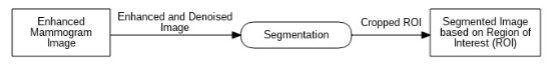 Enhanced
Mammogram
Image
Enhanced and Denoised
Image
Segmentation
Cropped ROI
Segmented Image
based on Region of
Interest (ROI)